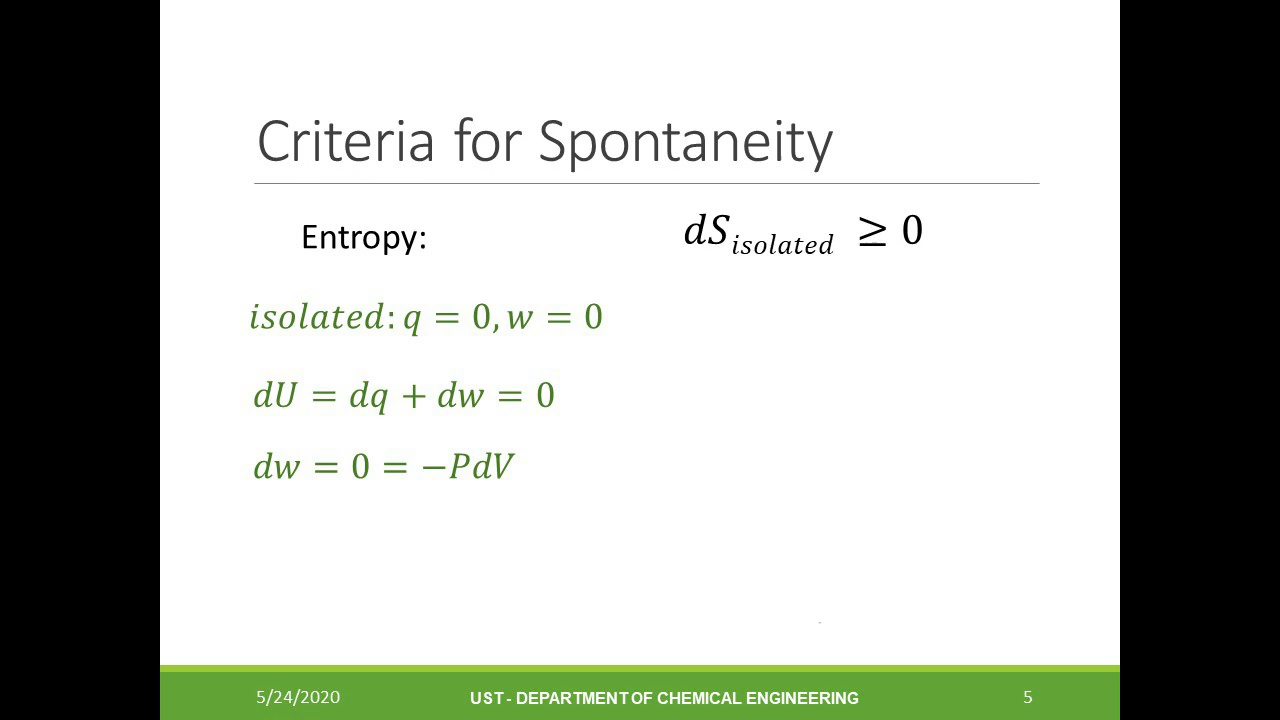 Criteria for Spontaneity
Entropy: dS_isolated ≥ 0
isolated: q = 0, w = 0
dU = dq + dw = 0
dw = 0 = −PdV
5/24/2020 UST - DEPARTMENT OF CHEMICAL ENGINEERING 5